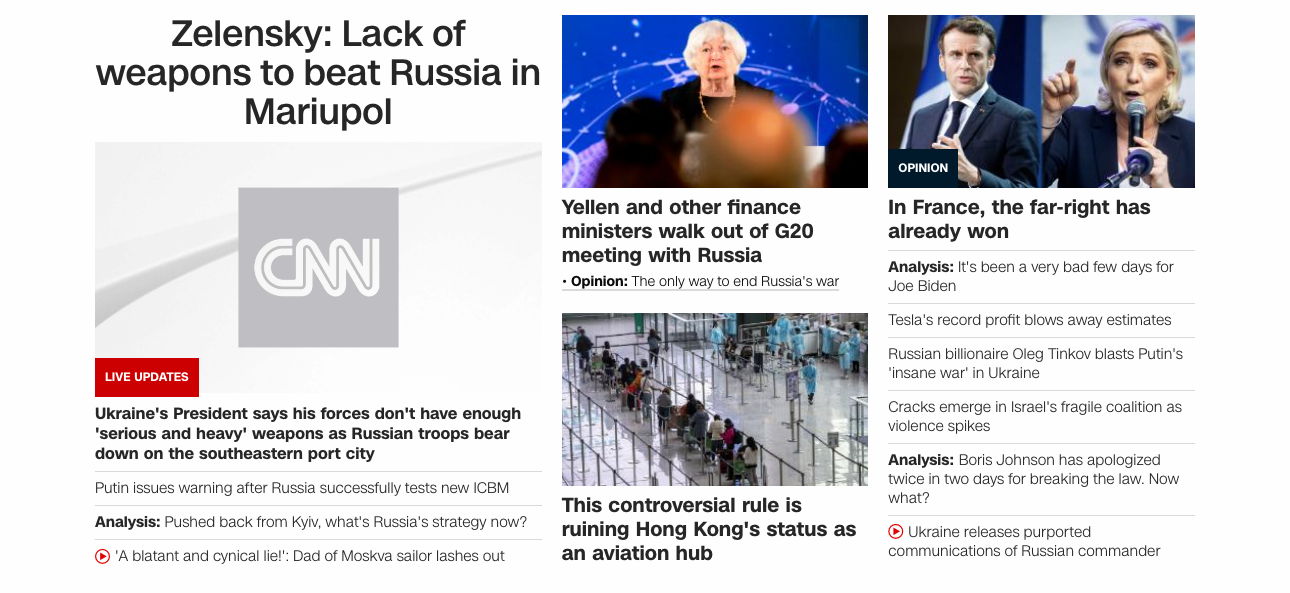 Zelensky: Lack of
weapons to beat Russia in
Mariupol
CNN
LIVE UPDATES
Ukraine's President says his forces don't have enough
'serious and heavy' weapons as Russian troops bear
down on the southeastern port city
Putin issues warning after Russia successfully tests new ICBM
Analysis: Pushed back from Kyiv, what's Russia's strategy now?
'A blatant and cynical lie!': Dad of Moskva sailor lashes out
Yellen and other finance
ministers walk out of G20
meeting with Russia
• Opinion: The only way to end Russia's war
This controversial rule is
ruining Hong Kong's status as
an aviation hub
OPINION
In France, the far-right has
already won
Analysis: It's been a very bad few days for
Joe Biden
Tesla's record profit blows away estimates
Russian billionaire Oleg Tinkov blasts Putin's
'insane war' in Ukraine
Cracks emerge in Israel's fragile coalition as
violence spikes
Analysis: Boris Johnson has apologized
twice in two days for breaking the law. Now
what?
Ukraine releases purported
communications of Russian commander